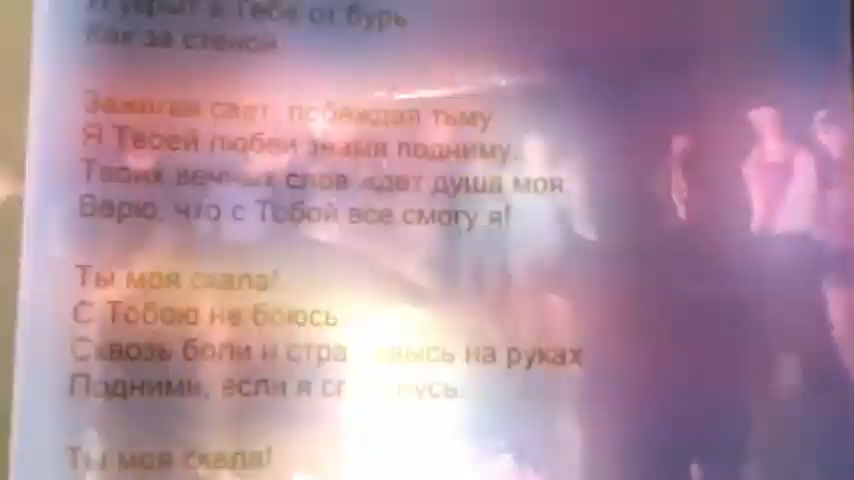 Я укрыт в Тебе от бурь
Как за стеной
Зажигая свет, побеждая тьму
Я Твоей любви знамя подниму.
Твоих вечных слов ждет душа моя
Верю, что с Тобой все смогу я!
Ты моя скала!
С Тобою не боюсь
Сквозь боли и на руках
Подними, если я
Ты моя скала!